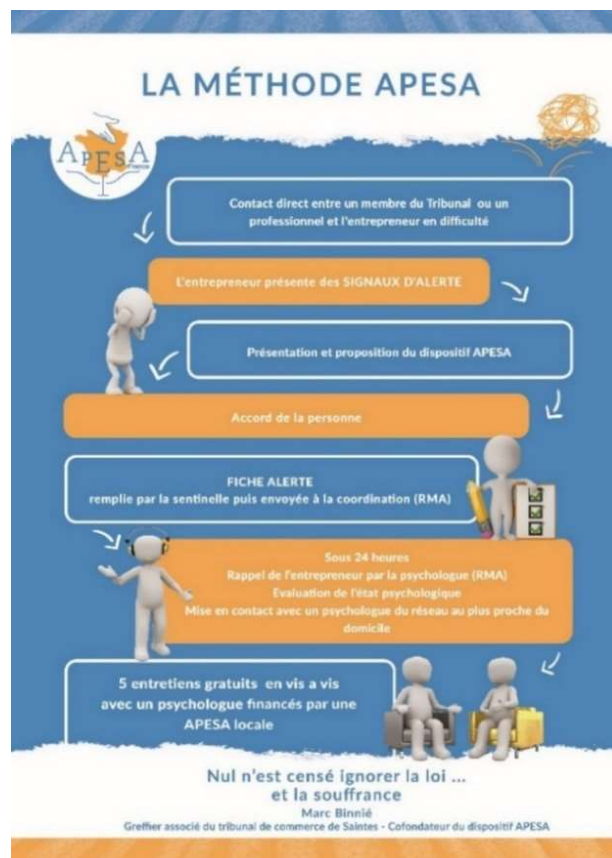 LA MÉTHODE APESA
APESA
Contact direct entre un membre du Tribunal ou un
professionnel et l'entrepreneur en difficulté
L'entrepreneur présente des SIGNAUX D'ALERTE
Présentation et proposition du dispositif APESA
Accord de la personne
FICHE ALERTE
remplie par la sentinelle puis envoyée à la coordination (RMA)
Sous 24 heures
Rappel de l'entrepreneur par la psychologue (RMA)
Evaluation de l'état psychologique
Mise en contact avec un psychologue du réseau au plus proche du
domicile
5 entretiens gratuits en vis a vis
avec un psychologue financés par une
APESA locale
Nul n'est censé ignorer la loi ...
et la souffrance
Marc Binnié
Greffier associé du tribunal de commerce de Saintes - Cofondateur du dispositif APESA